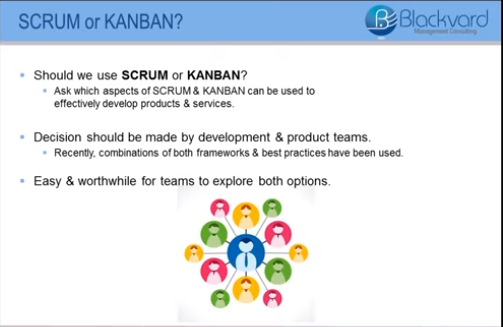 SCRUM or KANBAN?
Blackvard
Management Consulting
Should we use SCRUM or KANBAN?
Ask which aspects of SCRUM & KANBAN can be used to
effectively develop products & services.
Decision should be made by development & product teams.
Recently, combinations of both frameworks & best practices have been used.
Easy & worthwhile for teams to explore both options.